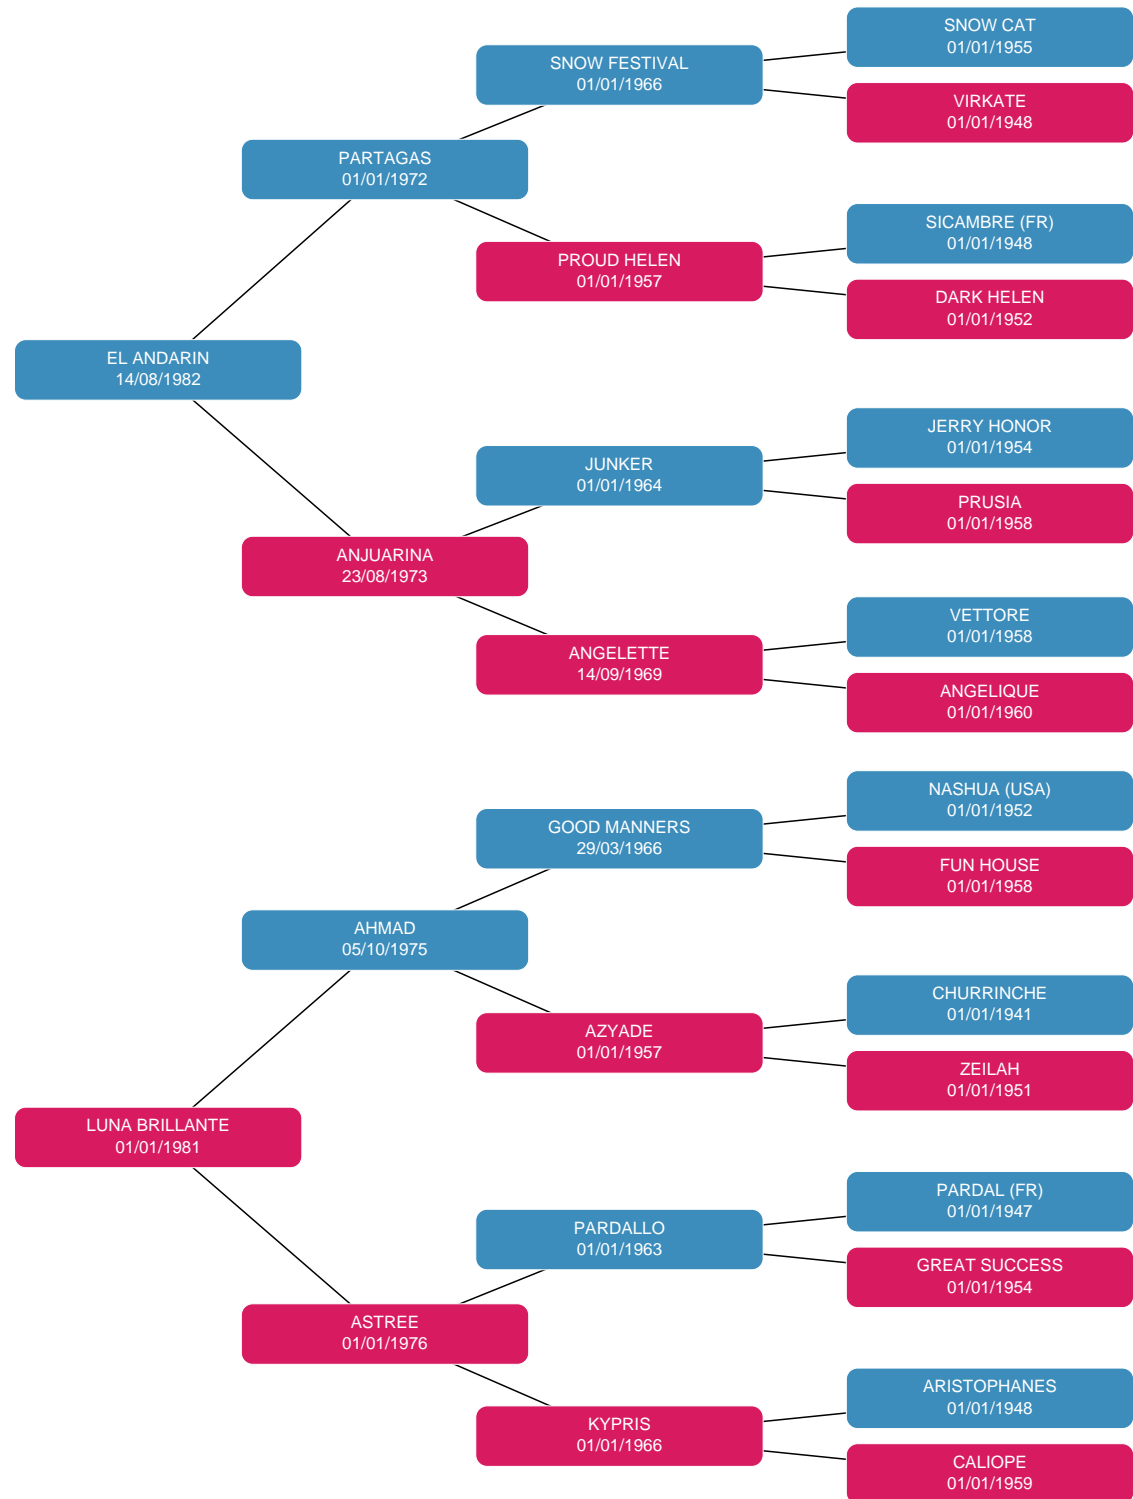 SNOW CAT
01/01/1955
SNOW FESTIVAL
01/01/1966
VIRKATE
01/01/1948
PARTAGAS
01/01/1972
SICAMBRE (FR)
01/01/1948
PROUD HELEN
01/01/1957
DARK HELEN
01/01/1952
EL ANDARIN
14/08/1982
JERRY HONOR
01/01/1954
JUNKER
01/01/1964
PRUSIA
01/01/1958
ANJUARINA
23/08/1973
VETTORE
01/01/1958
ANGELETTE
14/09/1969
ANGELIQUE
01/01/1960
NASHUA (USA)
01/01/1952
GOOD MANNERS
29/03/1966
FUN HOUSE
01/01/1958
AHMAD
05/10/1975
CHURRINCHE
01/01/1941
AZYADE
01/01/1957
ZEILAH
01/01/1951
LUNA BRILLANTE
01/01/1981
PARDAL (FR)
01/01/1947
PARDALLO
01/01/1963
GREAT SUCCESS
01/01/1954
ASTREE
01/01/1976
ARISTOPHANES
01/01/1948
KYPRIS
01/01/1966
CALIOPE
01/01/1959